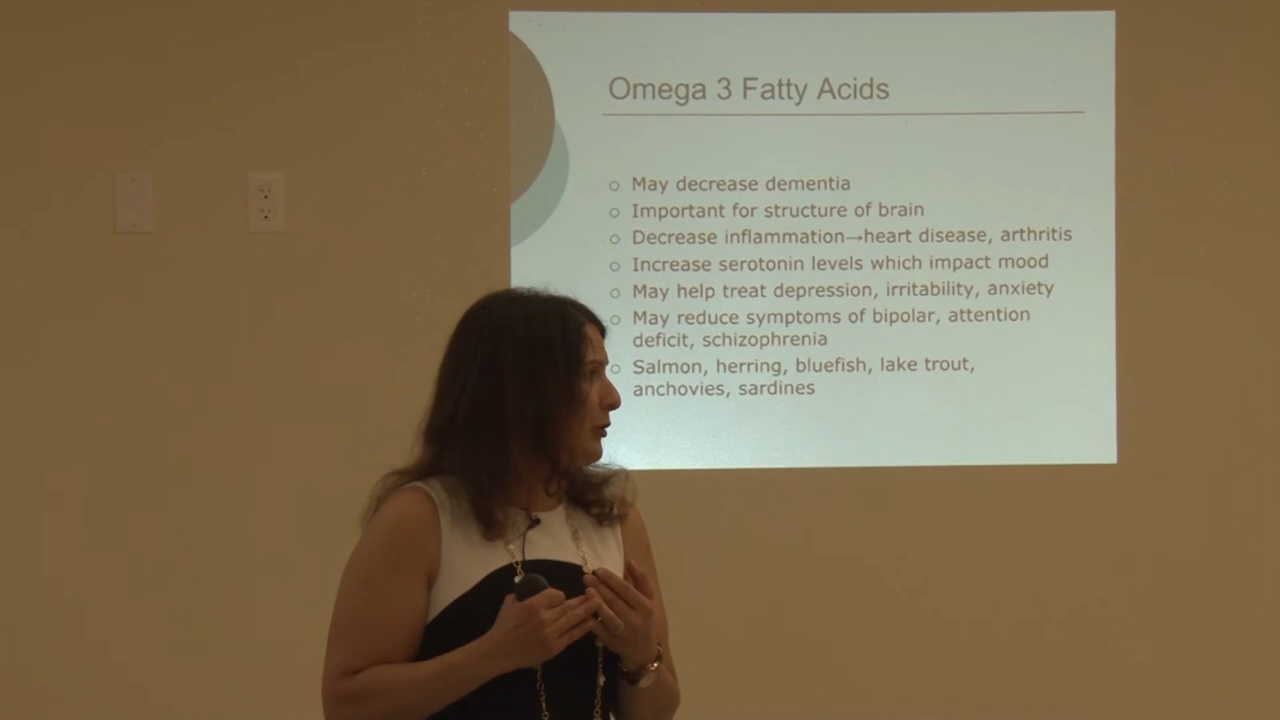 Omega 3 Fatty Acids
May decrease dementia
Important for structure of brain
Decrease inflammation→heart disease, arthritis
Increase serotonin levels which impact mood
May help treat depression, irritability, anxiety
May reduce symptoms of bipolar, attention
deficit, schizophrenia
Salmon, herring, bluefish, lake trout,
anchovies, sardines